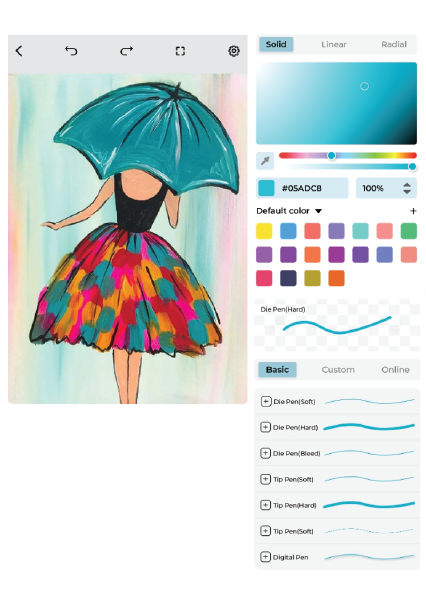 Solid Linear Radial
#05ADC8 100%
Default color
Die Pen(Hard)
Basic Custom Online
Die Pen(Soft)
Die Pen(Hard)
Die Pen(Bleed)
Tip Pen(Soft)
Tip Pen(Hard)
Tip Pen(Soft)
Digital Pen